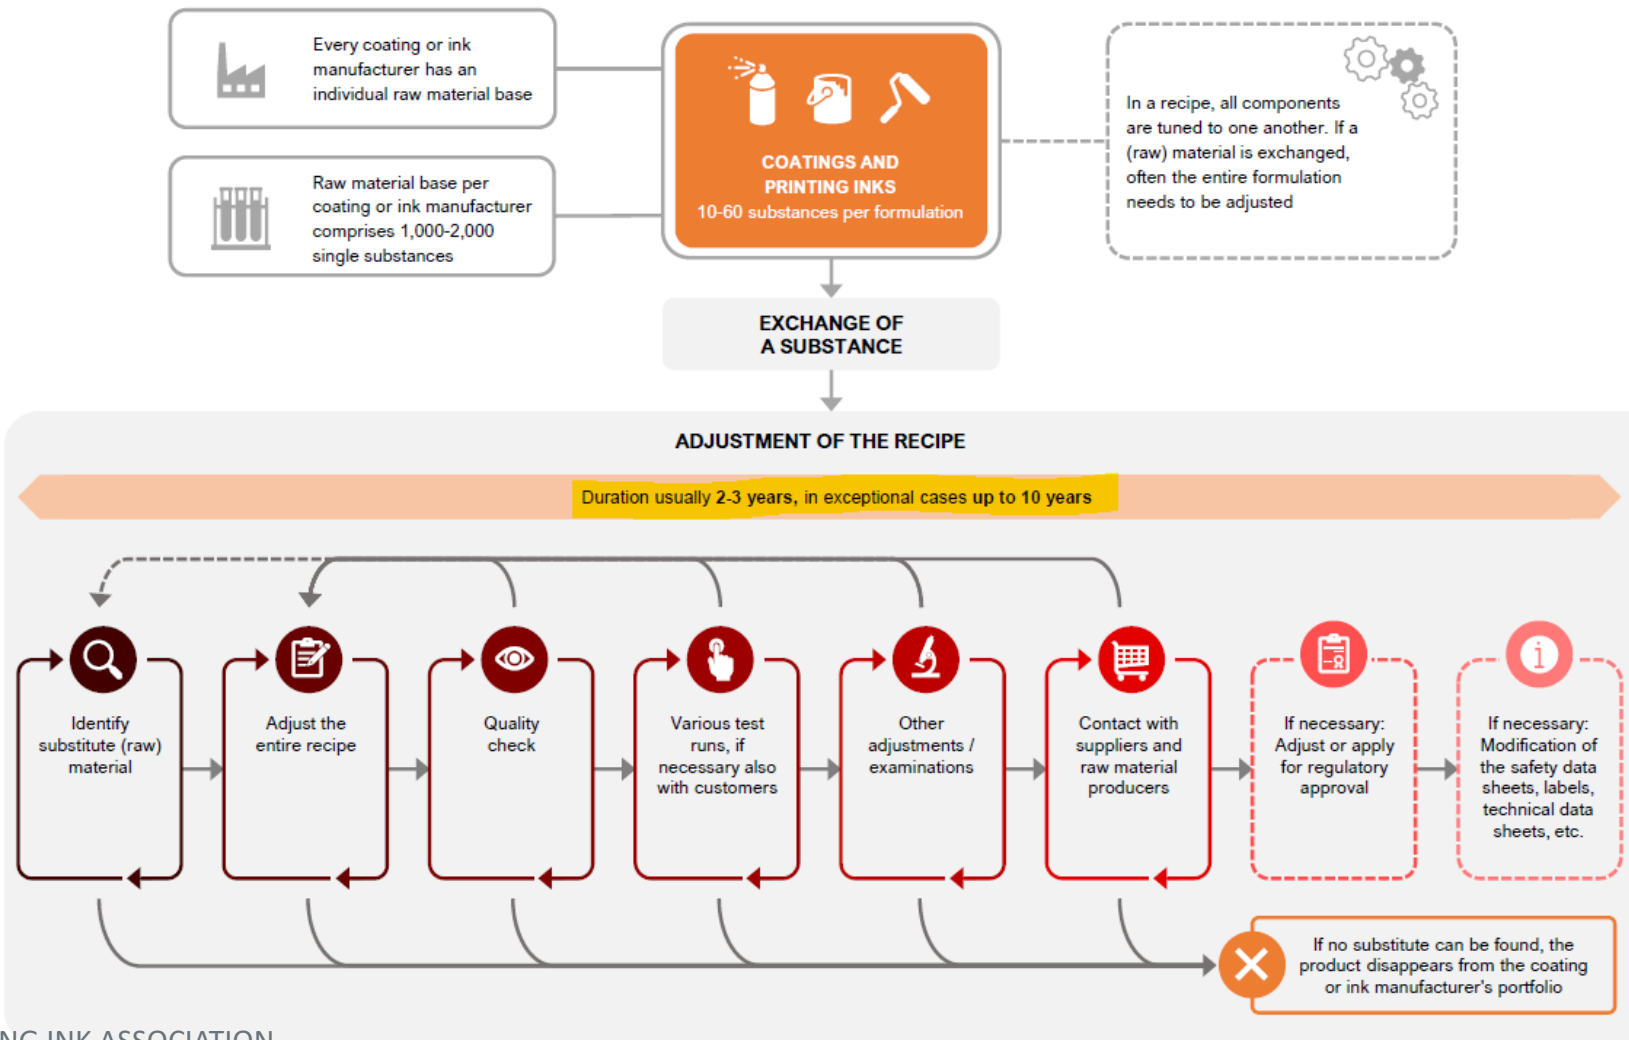 Every coating or ink
manufacturer has an
individual raw material base
Raw material base per
coating or ink manufacturer
comprises 1,000-2,000
single substances
COATINGS AND
PRINTING INKS
10-60 substances per formulation
In a recipe, all components
are tuned to one another. If a
(raw) material is exchanged,
often the entire formulation
needs to be adjusted
EXCHANGE OF
A SUBSTANCE
ADJUSTMENT OF THE RECIPE
Duration usually 2-3 years, in exceptional cases up to 10 years
Identify
substitute (raw)
material
Adjust the
entire recipe
Quality
check
Various test
runs, if
necessary also
with customers
Other
adjustments /
examinations
Contact with
suppliers and
raw material
producers
If necessary:
Adjust or apply
for regulatory
approval
i
If necessary:
Modification of
the safety data
sheets, labels,
technical data
sheets, etc.
If no substitute can be found, the
product disappears from the coating
or ink manufacturer's portfolio
INK ASSOCIATION